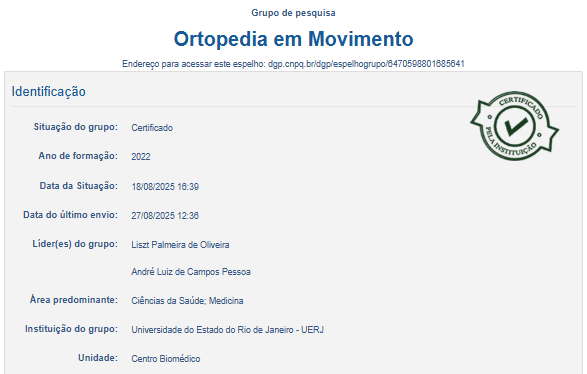 Grupo de pesquisa
Ortopedia em Movimento
Endereço para acessar este espelho: dgp.cnpq.br/dgp/espelhogrupo/6470598801685641
Identificação
CERTIFICADO
PELA INSTITUIÇÃO
Situação do grupo: Certificado
Ano de formação: 2022
Data da Situação: 18/08/2025 16:39
Data do último envio: 27/08/2025 12:36
Líder(es) do grupo: Liszt Palmeira de Oliveira
André Luiz de Campos Pessoa
Área predominante: Ciências da Saúde; Medicina
Instituição do grupo: Universidade do Estado do Rio de Janeiro - UERJ
Unidade: Centro Biomédico